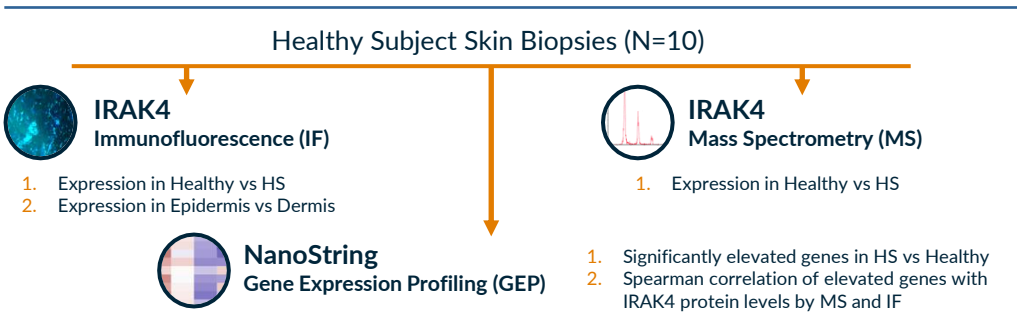 Healthy Subject Skin Biopsies (N=10)
IRAK4
Immunofluorescence (IF)
1. Expression in Healthy vs HS
2. Expression in Epidermis vs Dermis
IRAK4
Mass Spectrometry (MS)
1. Expression in Healthy vs HS
NanoString
Gene Expression Profiling (GEP)
1. Significantly elevated genes in HS vs Healthy
2. Spearman correlation of elevated genes with
IRAK4 protein levels by MS and IF